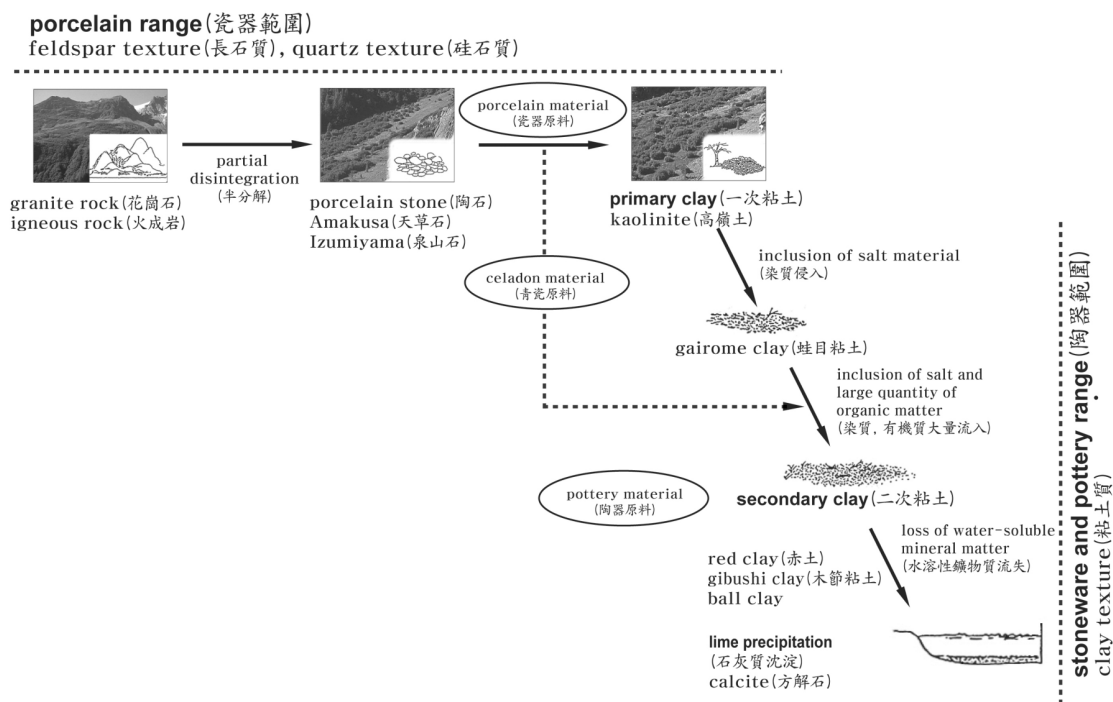 porcelain range(瓷器範圍)
feldspar texture(長石質), quartz texture(硅石質)
granite rock(花崗石)
igneous rock(火成岩)
partial
disintegration
(半分解)
porcelain stone(陶石)
Amakusa(天草石)
Izumiyama(泉山石)
porcelain material
(瓷器原料)
primary clay(一次粘土)
kaolinite(高嶺土)
celadon material
(青瓷原料)
inclusion of salt material
(染質侵入)
gairome clay(蛙目粘土)
inclusion of salt and
large quantity of
organic matter
(染質, 有機質大量流入)
pottery material
(陶器原料)
secondary clay(二次粘土)
red clay(赤土)
gibushi clay(木節粘土)
ball clay
loss of water-soluble
mineral matter
(水溶性鑛物質流失)
lime precipitation
(石灰質沈淀)
calcite(方解石)
stoneware and pottery range(陶器範圍)
clay texture(粘土質)